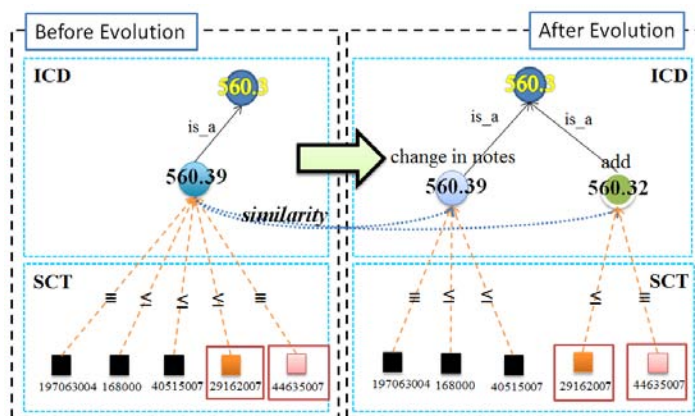 Before Evolution
After Evolution
ICD
560.3
is_a
560.39
SCT
≡
≤
≤
≤
≡
197063004
168000
40515007
29162007
44635007
similarity
ICD
560.3
is_a
is_a
change in notes
add
560.39
560.32
SCT
≡
≤
≤
≤
≡
197063004
168000
40515007
29162007
44635007